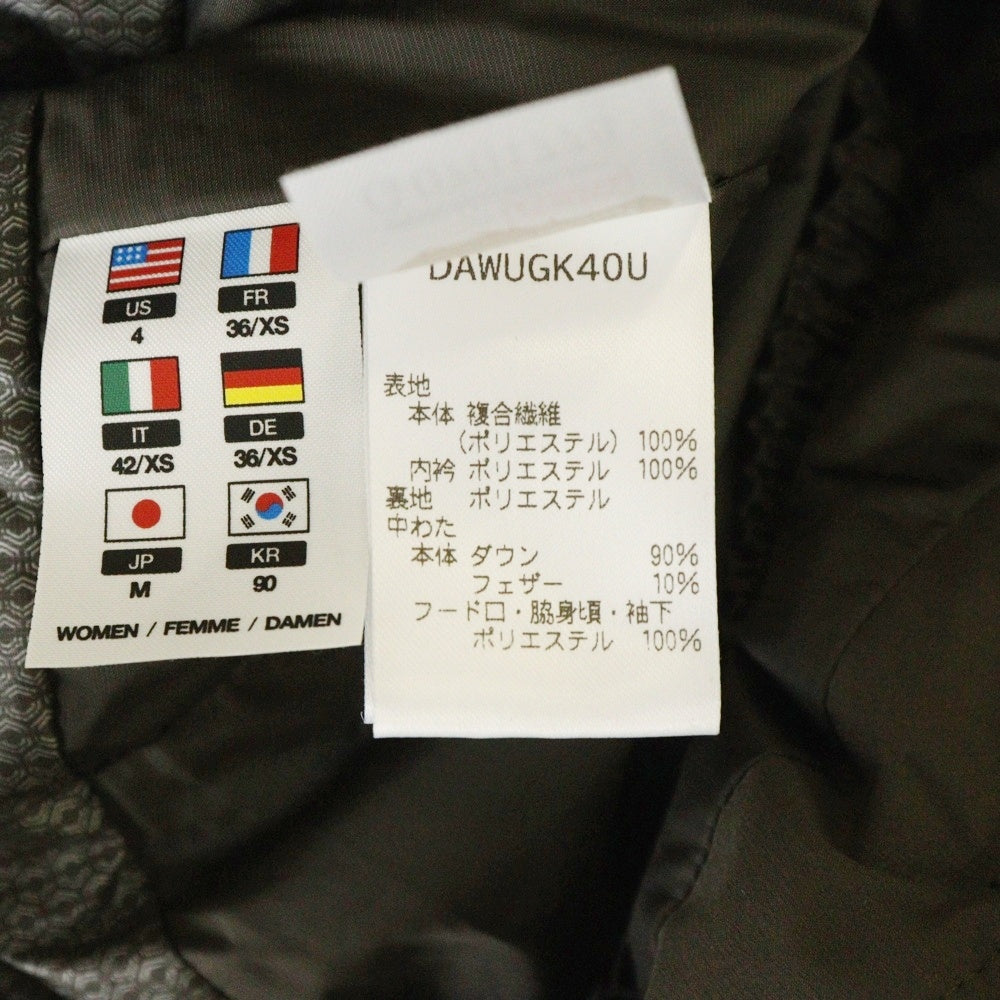 US
4
FR
36/XS
IT
42/XS
DE
36/XS
JP
M
KR
90
WOMEN / FEMME / DAMEN
DAWUGK40U
表地
本体 複合繊維
(ポリエステル) 100%
内衿 ポリエステル 100%
裏地 ポリエステル
中わた
本体 ダウン 90%
フェザー 10%
フード口・脇身頃・袖下
ポリエステル 100%